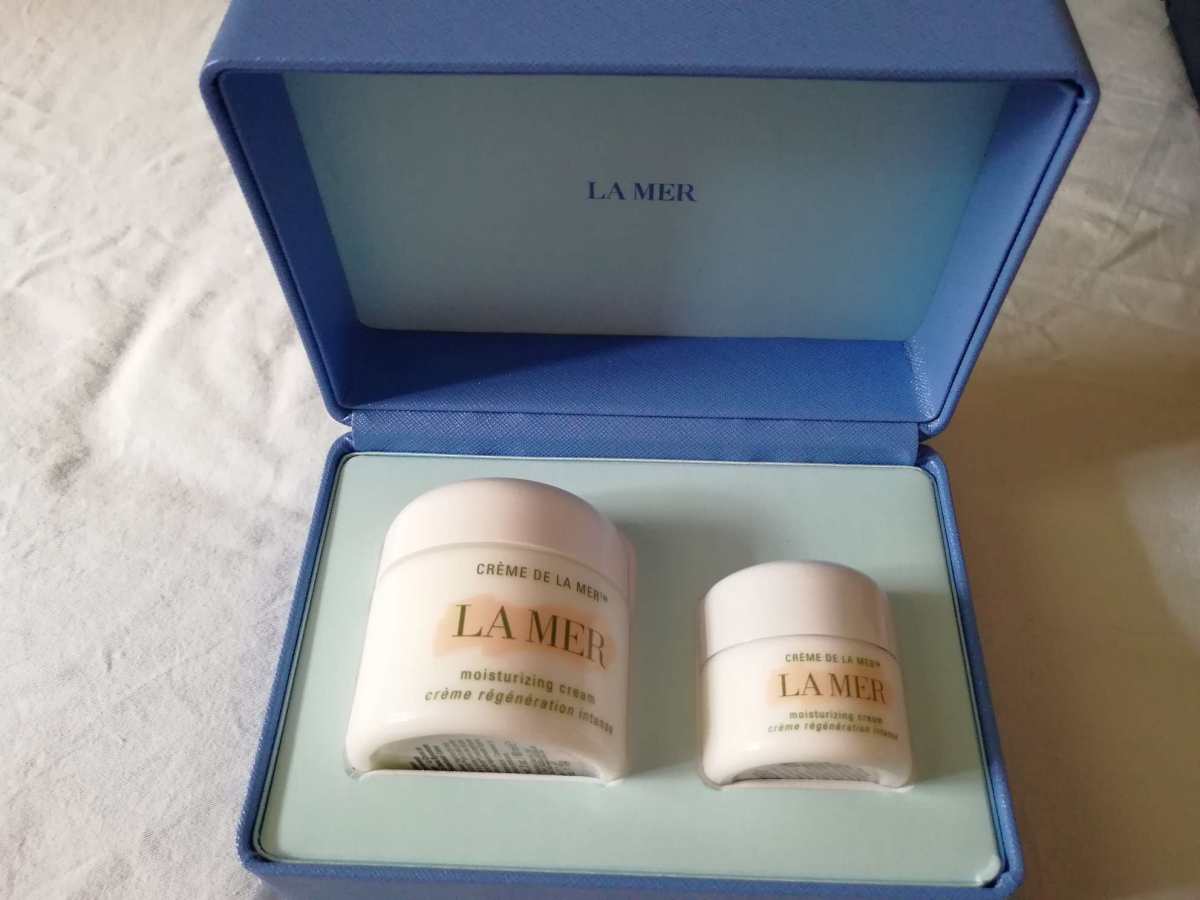 LA MER
CRÈME DE LA MER™
LA MER
moisturizing cream
crème régénération intense
CRÈME DE LA MER™
LA MER
moisturizing cream
crème régénération intense